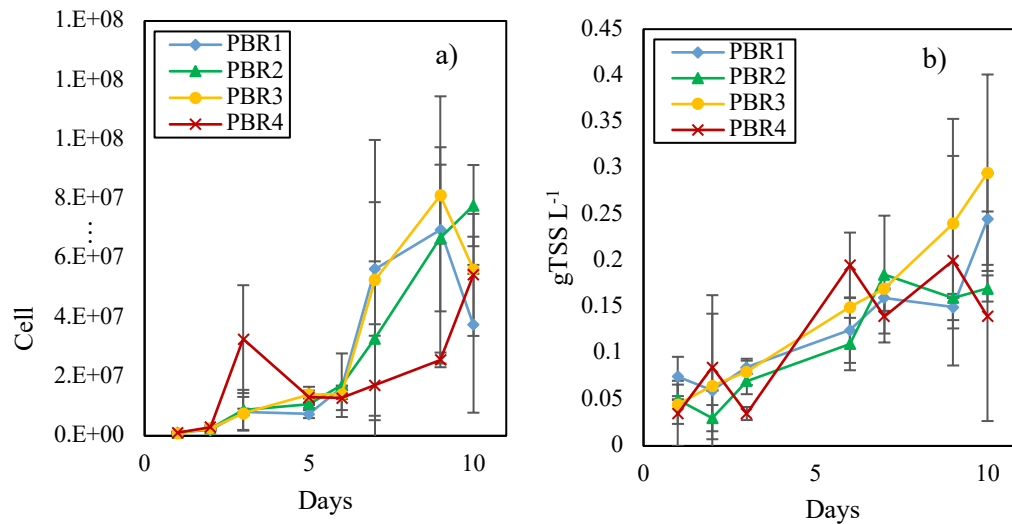 1.E+08
1.E+08
1.E+08
8.E+07
6.E+07
4.E+07
2.E+07
0.E+00
Cell ...
0
5
10
Days
PBR1
PBR2
PBR3
PBR4
a)
0.45
0.4
0.35
0.3
0.25
0.2
0.15
0.1
0.05
0
gTSS L⁻¹
0
5
10
Days
PBR1
PBR2
PBR3
PBR4
b)